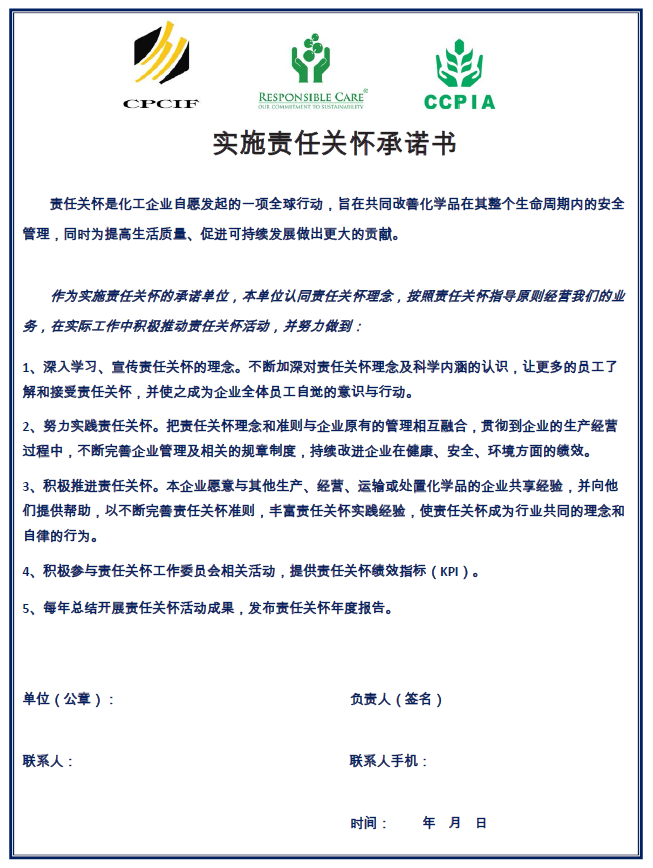 CPCIF
RESPONSIBLE CARE®
OUR COMMITMENT TO SUSTAINABILITY
CCPIA
实施责任关怀承诺书
责任关怀是化工企业自愿发起的一项全球行动，旨在共同改善化学品在其整个生命周期内的安全
管理，同时为提高生活质量、促进可持续发展做出更大的贡献。
作为实施责任关怀的承诺单位，本单位认同责任关怀理念，按照责任关怀指导原则经营我们的业
务，在实际工作中积极推动责任关怀活动，并努力做到：
1、深入学习、宣传责任关怀的理念。不断加深对责任关怀理念及科学内涵的认识，让更多的员工了
解和接受责任关怀，并使之成为企业全体员工自觉的意识与行动。
2、努力实践责任关怀。把责任关怀理念和准则与企业原有的管理相互融合，贯彻到企业的生产经营
过程中，不断完善企业管理及相关的规章制度，持续改进企业在健康、安全、环境方面的绩效。
3、积极推进责任关怀。本企业愿意与其他生产、经营、运输或处置化学品的企业共享经验，并向他
们提供帮助，以不断完善责任关怀准则，丰富责任关怀实践经验，使责任关怀成为行业共同的理念和
自律的行为。
4、积极参与责任关怀工作委员会相关活动，提供责任关怀绩效指标（KPI）。
5、每年总结开展责任关怀活动成果，发布责任关怀年度报告。
单位（公章）： 负责人（签名）
联系人： 联系人手机：
时间： 年 月 日